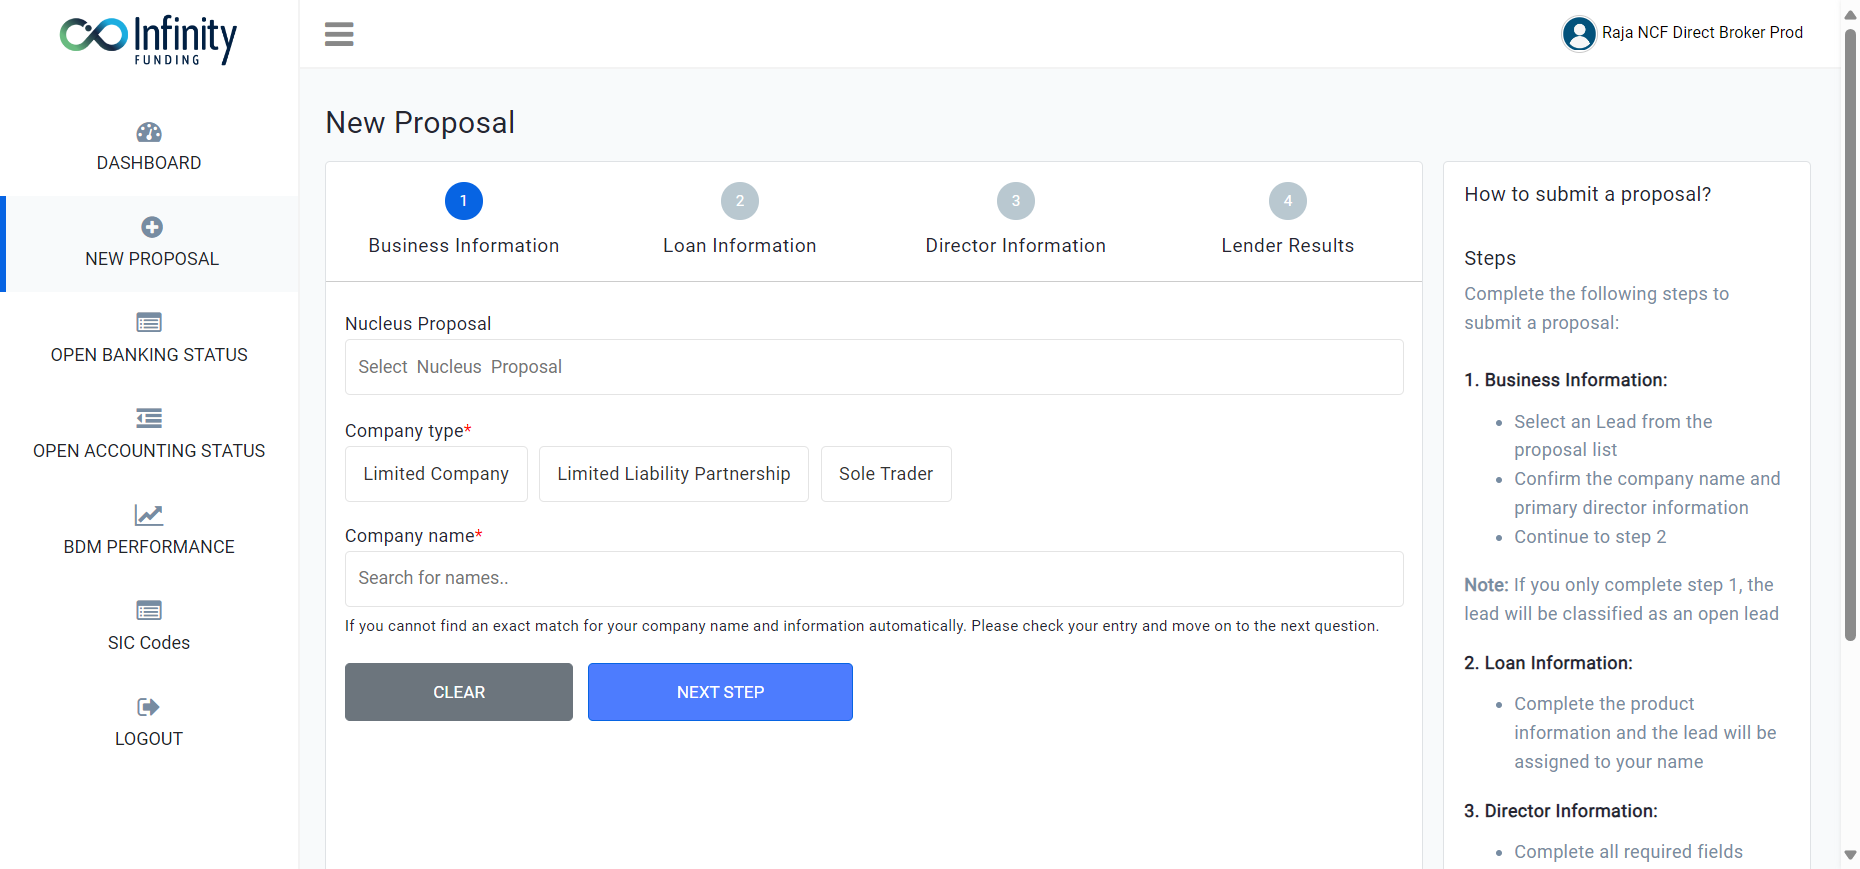 Infinity
FUNDING
Raja NCF Direct Broker Prod
DASHBOARD
NEW PROPOSAL
OPEN BANKING STATUS
OPEN ACCOUNTING STATUS
BDM PERFORMANCE
SIC Codes
LOGOUT
New Proposal
1
2
3
4
Business Information
Loan Information
Director Information
Lender Results
Nucleus Proposal
Select Nucleus Proposal
Company type*
Limited Company
Limited Liability Partnership
Sole Trader
Company name*
Search for names..
If you cannot find an exact match for your company name and information automatically. Please check your entry and move on to the next question.
CLEAR
NEXT STEP
How to submit a proposal?
Steps
Complete the following steps to
submit a proposal:
1. Business Information:
• Select an Lead from the
proposal list
• Confirm the company name and
primary director information
• Continue to step 2
Note: If you only complete step 1, the
lead will be classified as an open lead
2. Loan Information:
• Complete the product
information and the lead will be
assigned to your name
3. Director Information:
• Complete all required fields